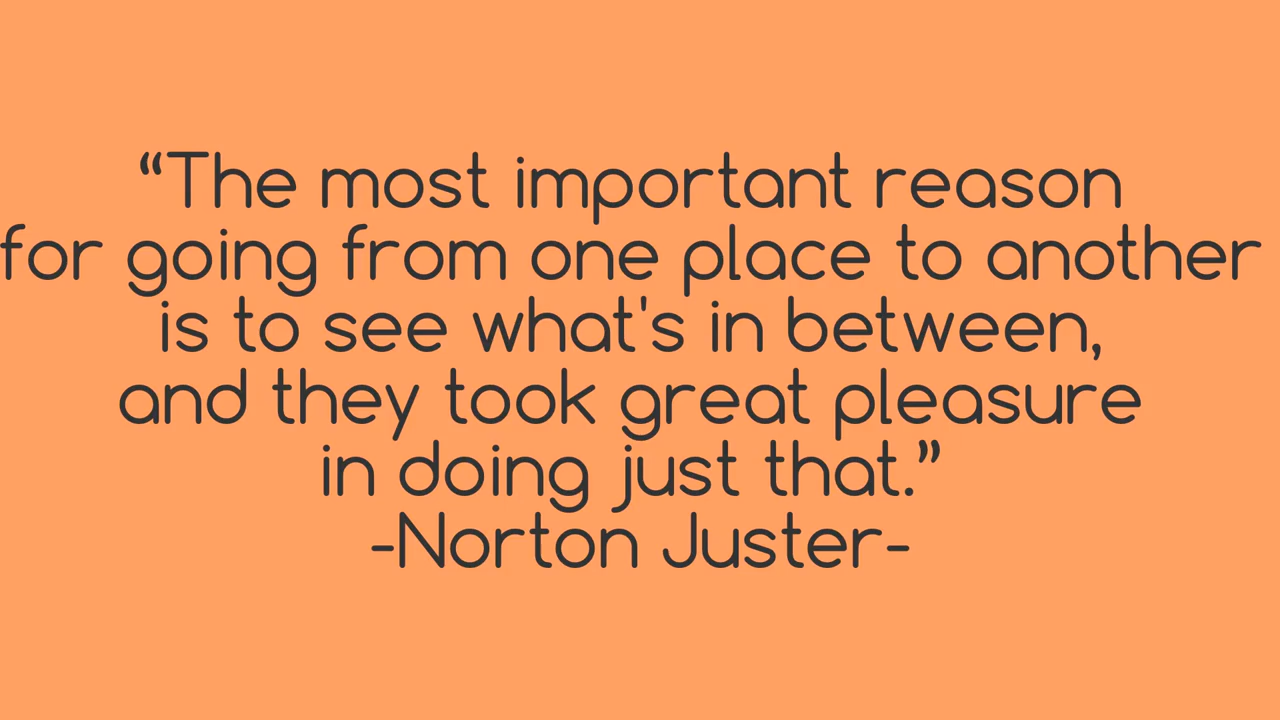 “The most important reason
for going from one place to another
is to see what's in between,
and they took great pleasure
in doing just that.”
-Norton Juster-